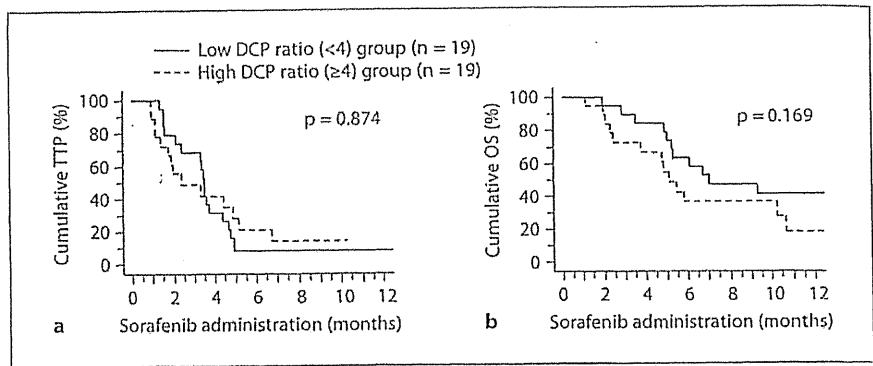 Low DCP ratio (<4) group (n = 19)
High DCP ratio (≥4) group (n = 19)
Cumulative TTP (%)
100
80
60
40
20
0
p = 0.874
0 2 4 6 8 10 12
a Sorafenib administration (months)
Cumulative OS (%)
100
80
60
40
20
0
p = 0.169
0 2 4 6 8 10 12
b Sorafenib administration (months)